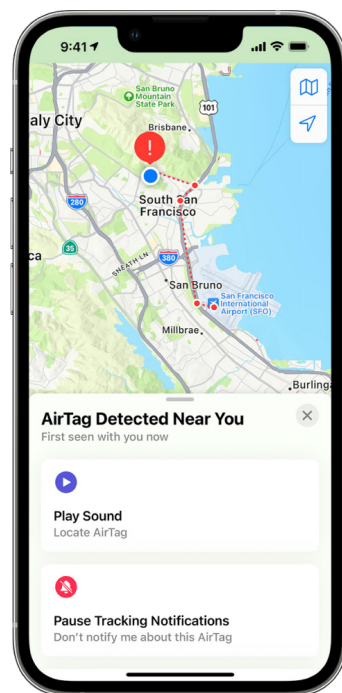 9:41
San Bruno
Mountain
State Park
101
aly City
Brisbane
280
South San
Francisco
35
ca
380
SNEATH LN
San Bruno
San Francisco
International
Airport (SFO)
Millbrae
Burling
AirTag Detected Near You
First seen with you now
Play Sound
Locate AirTag
Pause Tracking Notifications
Don't notify me about this AirTag